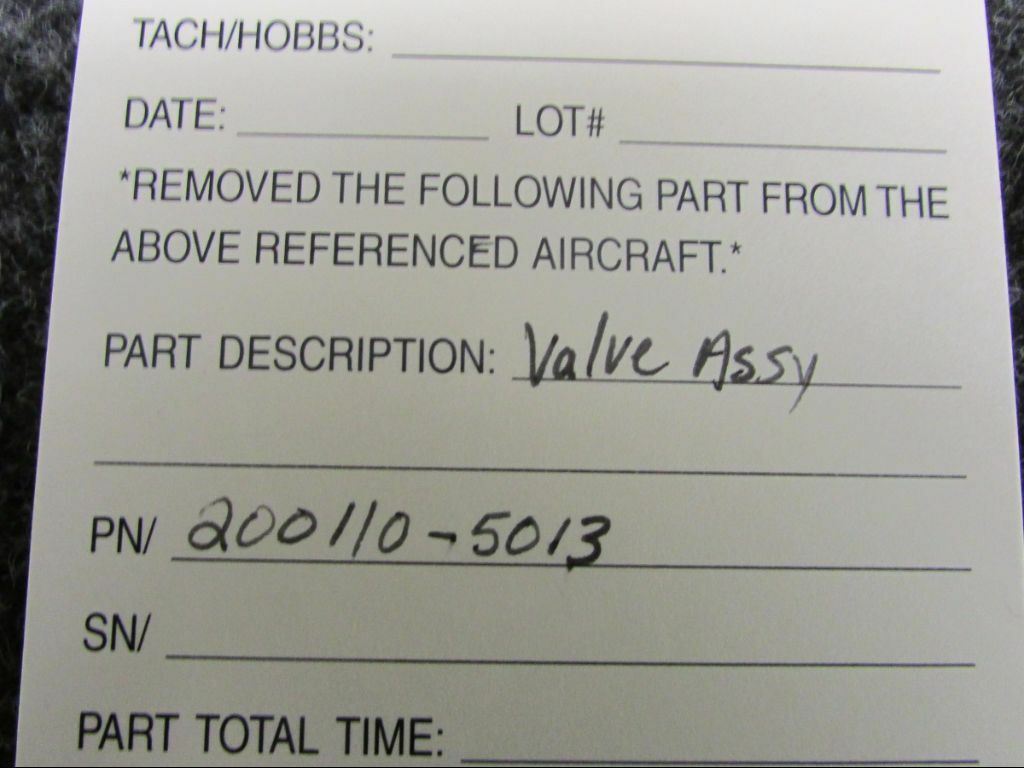 TACH/HOBBS:
DATE: LOT#
*REMOVED THE FOLLOWING PART FROM THE
ABOVE REFERENCED AIRCRAFT.*
PART DESCRIPTION: Valve Assy
PN/ 200110-5013
SN/
PART TOTAL TIME: